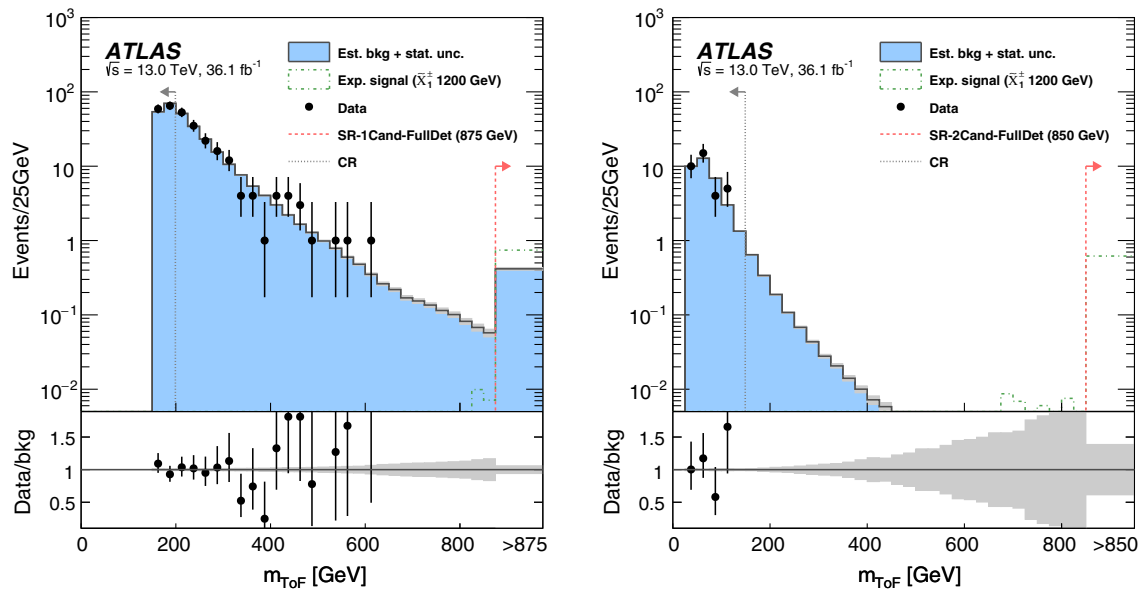 ATLAS
√s = 13.0 TeV, 36.1 fb⁻¹
Est. bkg + stat. unc.
Exp. signal (χ̃₁± 1200 GeV)
Data
SR-1Cand-FullDet (875 GeV)
CR
Events/25GeV
10³
10²
10
1
10⁻¹
10⁻²
Data/bkg
1.5
1
0.5
0 200 400 600 800 >875
m_ToF [GeV]
ATLAS
√s = 13.0 TeV, 36.1 fb⁻¹
Est. bkg + stat. unc.
Exp. signal (χ̃₁± 1200 GeV)
Data
SR-2Cand-FullDet (850 GeV)
CR
Events/25GeV
10³
10²
10
1
10⁻¹
10⁻²
Data/bkg
1.5
1
0.5
0 200 400 600 800 >850
m_ToF [GeV]